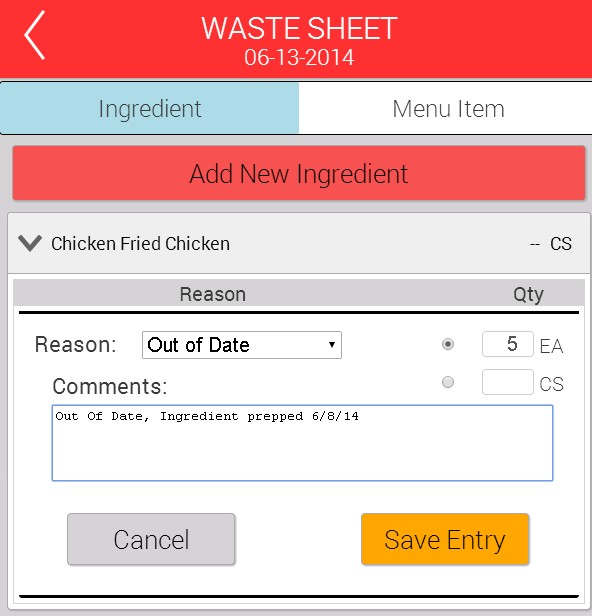 WASTE SHEET
06-13-2014
Ingredient Menu Item
Add New Ingredient
Chicken Fried Chicken -- CS
Reason Qty
Reason: Out of Date 5 EA
Comments: CS
Out Of Date, Ingredient prepped 6/8/14
Cancel Save Entry